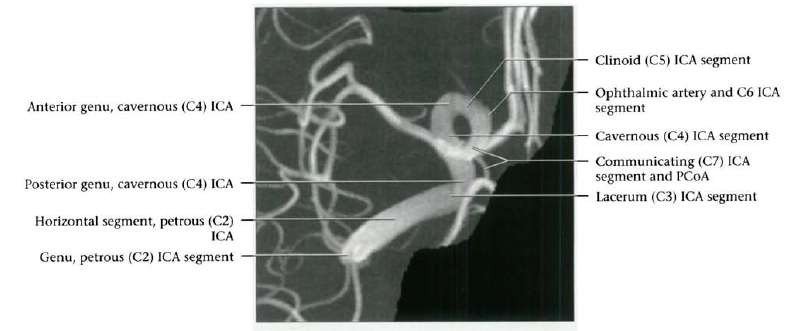 Anterior genu, cavernous (C4) ICA
Posterior genu, cavernous (C4) ICA
Horizontal segment, petrous (C2)
ICA
Genu, petrous (C2) ICA segment
Clinoid (C5) ICA segment
Ophthalmic artery and C6 ICA
segment
Cavernous (C4) ICA segment
Communicating (C7) ICA
segment and PCoA
Lacerum (C3) ICA segment